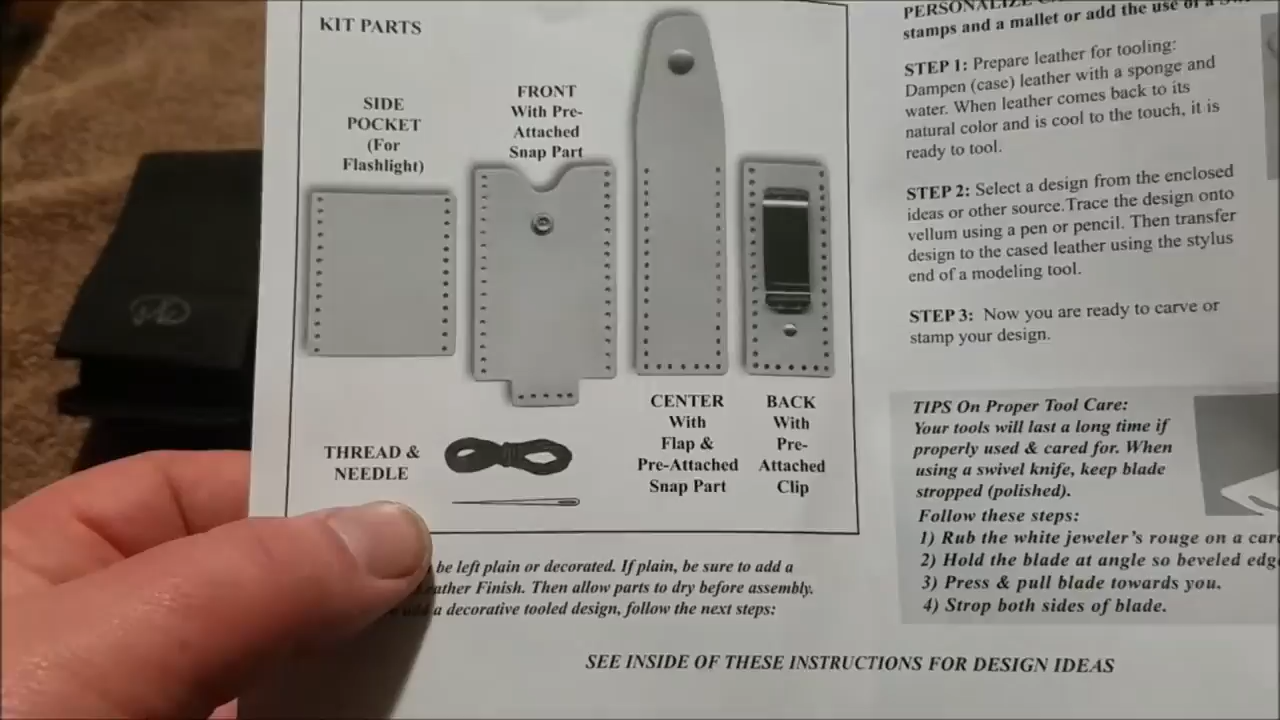 KIT PARTS
SIDE
POCKET
(For
Flashlight)
FRONT
With Pre-
Attached
Snap Part
THREAD &
NEEDLE
CENTER
With
Flap &
Pre-Attached
Snap Part
BACK
With
Pre-
Attached
Clip
be left plain or decorated. If plain, be sure to add a
Finish. Then allow parts to dry before assembly.
a decorative tooled design, follow the next steps:
PERSONALIZE
stamps and a mallet or add the use of a
STEP 1: Prepare leather for tooling:
Dampen (case) leather with a sponge and
water. When leather comes back to its
natural color and is cool to the touch, it is
ready to tool.
STEP 2: Select a design from the enclosed
ideas or other source.Trace the design onto
vellum using a pen or pencil. Then transfer
design to the cased leather using the stylus
end of a modeling tool.
STEP 3: Now you are ready to carve or
stamp your design.
TIPS On Proper Tool Care:
Your tools will last a long time if
properly used & cared for. When
using a swivel knife, keep blade
stropped (polished).
Follow these steps:
1) Rub the white jeweler's rouge on a
2) Hold the blade at angle so beveled
3) Press & pull blade towards you.
4) Strop both sides of blade.
SEE INSIDE OF THESE INSTRUCTIONS FOR DESIGN IDEAS